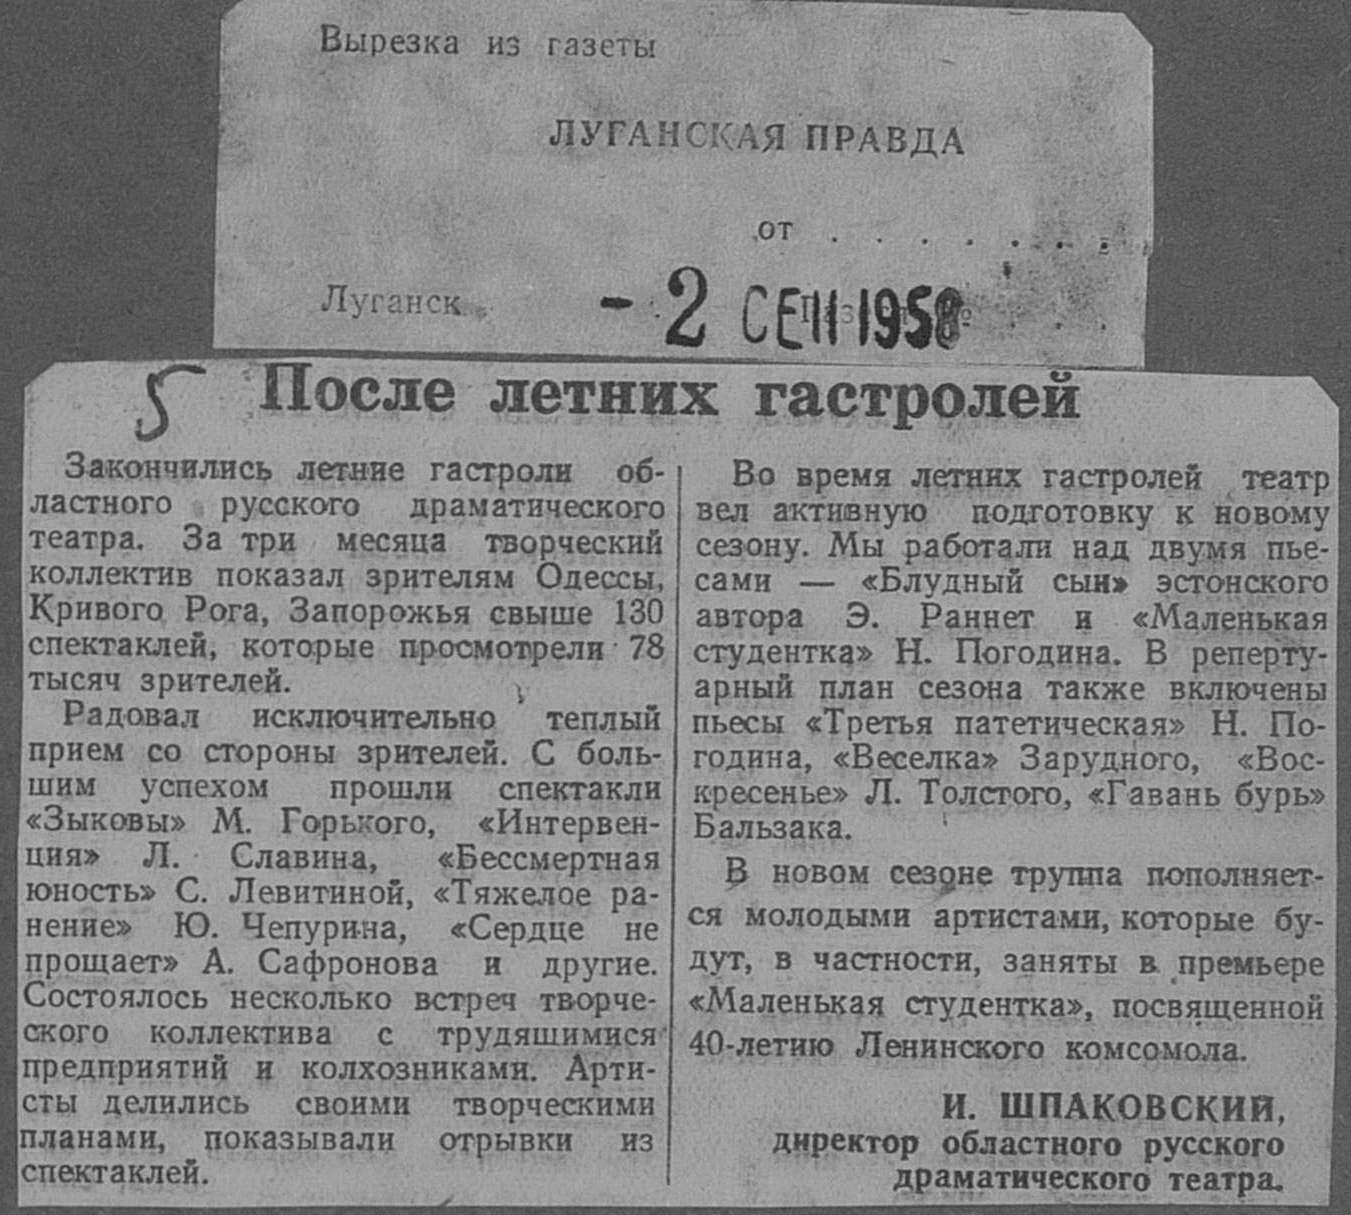 Вырезка из газеты
ЛУГАНСКАЯ ПРАВДА
от . . . . . . .
Луганск
- 2 СЕН 1958
5
После летних гастролей
Закончились летние гастроли об-
ластного русского драматического
театра. За три месяца творческий
коллектив показал зрителям Одессы,
Кривого Рога, Запорожья свыше 130
спектаклей, которые просмотрели 78
тысяч зрителей.
Радовал исключительно теплый
прием со стороны зрителей. С боль-
шим успехом прошли спектакли
«Зыковы» М. Горького, «Интервен-
ция» Л. Славина, «Бессмертная
юность» С. Левитиной, «Тяжелое ра-
нение» Ю. Чепурина, «Сердце не
прощает» А. Сафронова и другие.
Состоялось несколько встреч творче-
ского коллектива с трудящимися
предприятий и колхозниками. Арти-
сты делились своими творческими
планами, показывали отрывки из
спектаклей.
Во время летних гастролей театр
вел активную подготовку к новому
сезону. Мы работали над двумя пье-
сами — «Блудный сын» эстонского
автора Э. Раннет и «Маленькая
студентка» Н. Погодина. В реперту-
арный план сезона также включены
пьесы «Третья патетическая» Н. По-
година, «Веселка» Зарудного, «Вос-
кресенье» Л. Толстого, «Гавань бурь»
Бальзака.
В новом сезоне труппа пополняет-
ся молодыми артистами, которые бу-
дут, в частности, заняты в премьере
«Маленькая студентка», посвященной
40-летию Ленинского комсомола.
И. ШПАКОВСКИЙ,
директор областного русского
драматического театра.